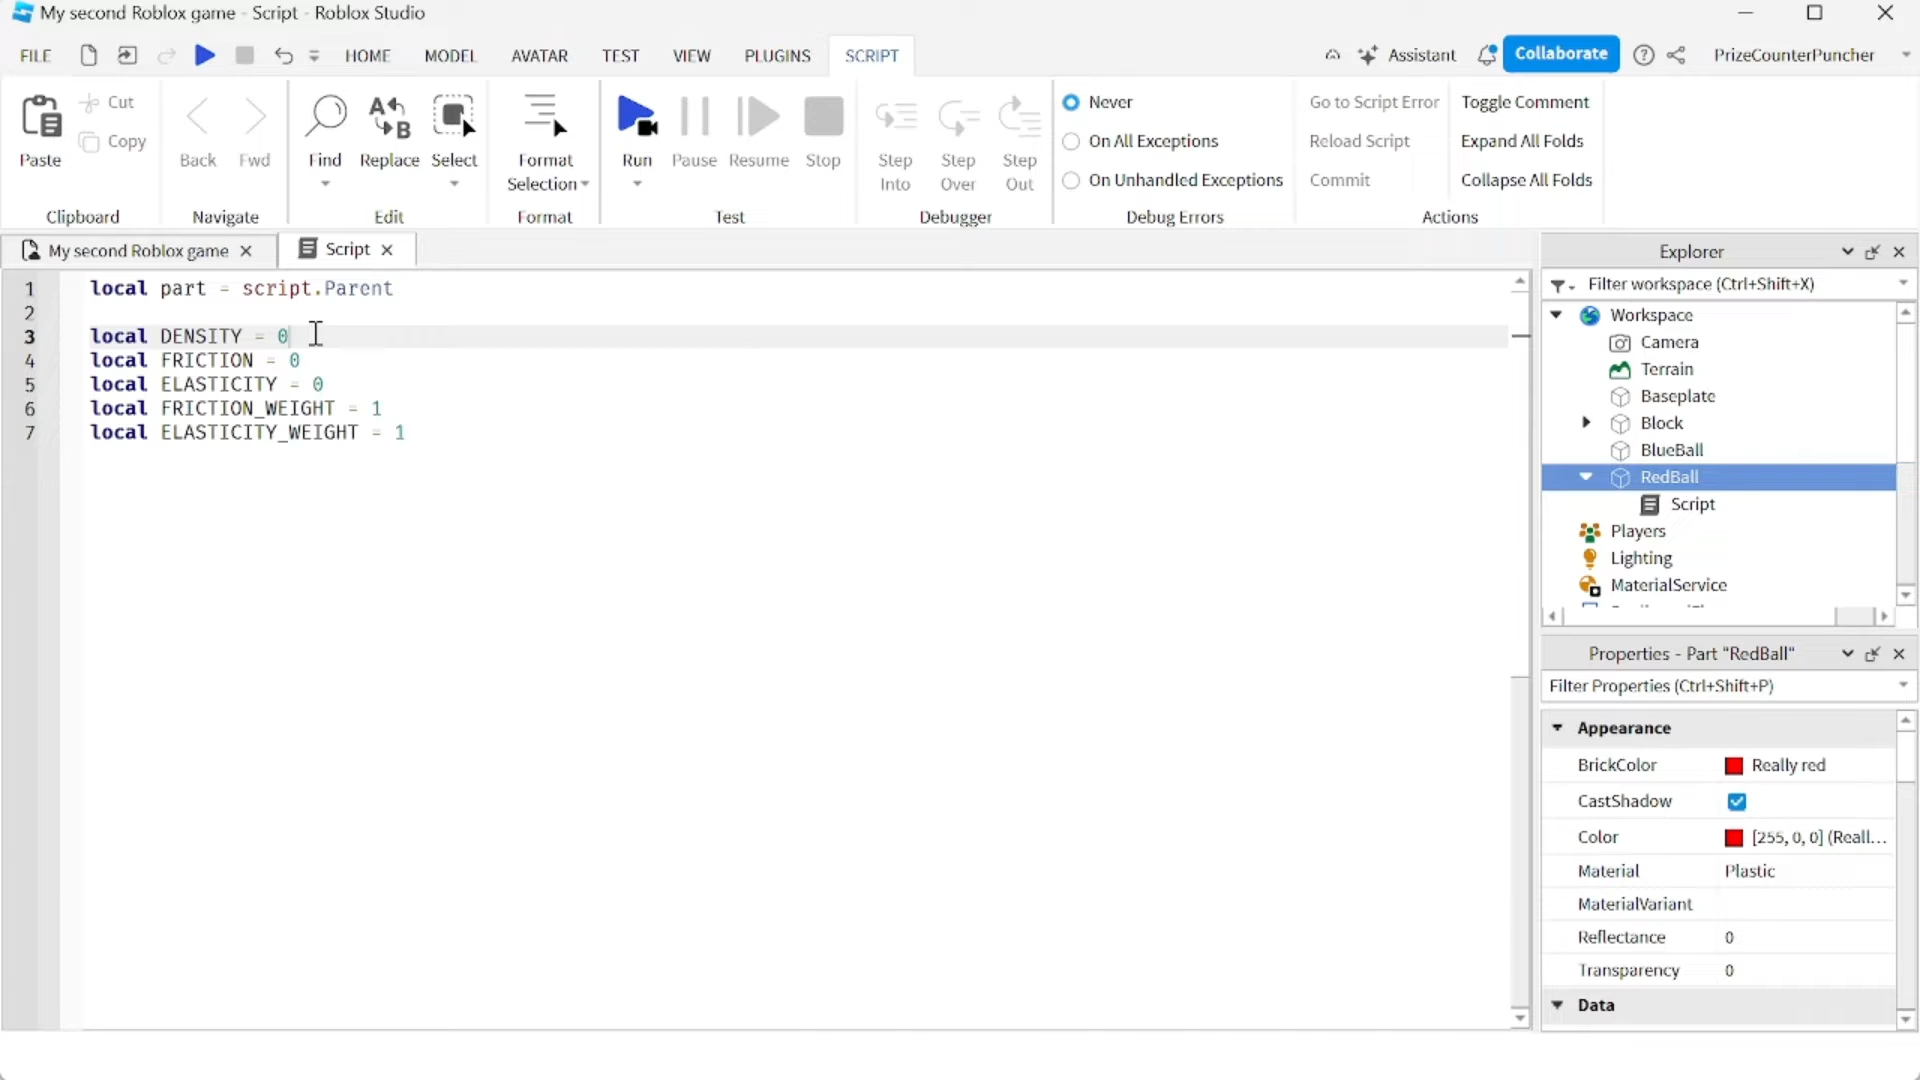 My second Roblox game - Script - Roblox Studio
FILE HOME MODEL AVATAR TEST VIEW PLUGINS SCRIPT Assistant Collaborate PrizeCounterPuncher
Paste Cut Copy Clipboard
Back Fwd Navigate
Find Replace Select Edit
Format Selection Format
Run Pause Resume Stop Test
Step Into Step Over Step Out Debugger
Never
On All Exceptions
On Unhandled Exceptions
Debug Errors
Go to Script Error Toggle Comment
Reload Script Expand All Folds
Commit Collapse All Folds
Actions
My second Roblox game Script
1 local part = script.Parent
2
3 local DENSITY = 0
4 local FRICTION = 0
5 local ELASTICITY = 0
6 local FRICTION_WEIGHT = 1
7 local ELASTICITY_WEIGHT = 1
Explorer
Filter workspace (Ctrl+Shift+X)
Workspace
Camera
Terrain
Baseplate
Block
BlueBall
RedBall
Script
Players
Lighting
MaterialService
Properties - Part "RedBall"
Filter Properties (Ctrl+Shift+P)
Appearance
BrickColor Really red
CastShadow
Color [255, 0, 0] (Reall...
Material Plastic
MaterialVariant
Reflectance 0
Transparency 0
Data